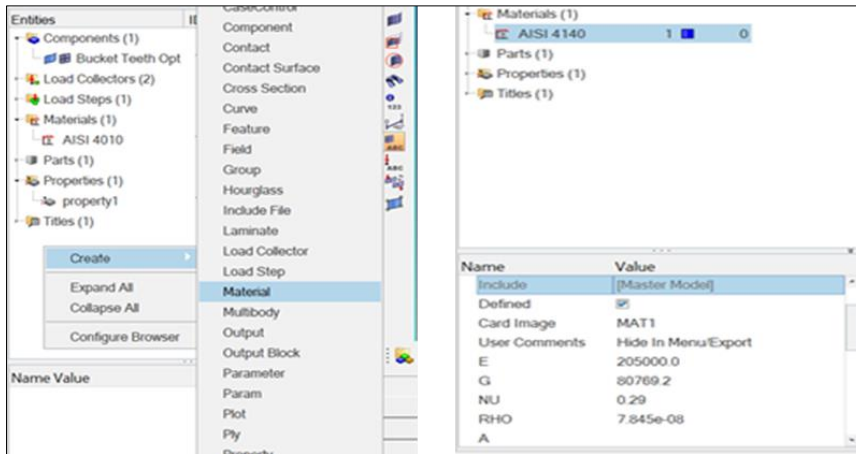 Entities
Components (1)
Bucket Teeth Opt
Load Collectors (2)
Load Steps (1)
Materials (1)
AISI 4010
Parts (1)
Properties (1)
property1
Titles (1)
Create
Expand All
Collapse All
Configure Browser
Name Value
CaseControl
Component
Contact
Contact Surface
Cross Section
Curve
Feature
Field
Group
Hourglass
Include File
Laminate
Load Collector
Load Step
Material
Multibody
Output
Output Block
Parameter
Param
Plot
Ply
Property
123
ABC
ABC
Materials (1)
AISI 4140 1 0
Parts (1)
Properties (1)
Titles (1)
Name Value
Include [Master Model]
Defined
Card Image MAT1
User Comments Hide In Menu/Export
E 205000.0
G 80769.2
NU 0.29
RHO 7.845e-08
A